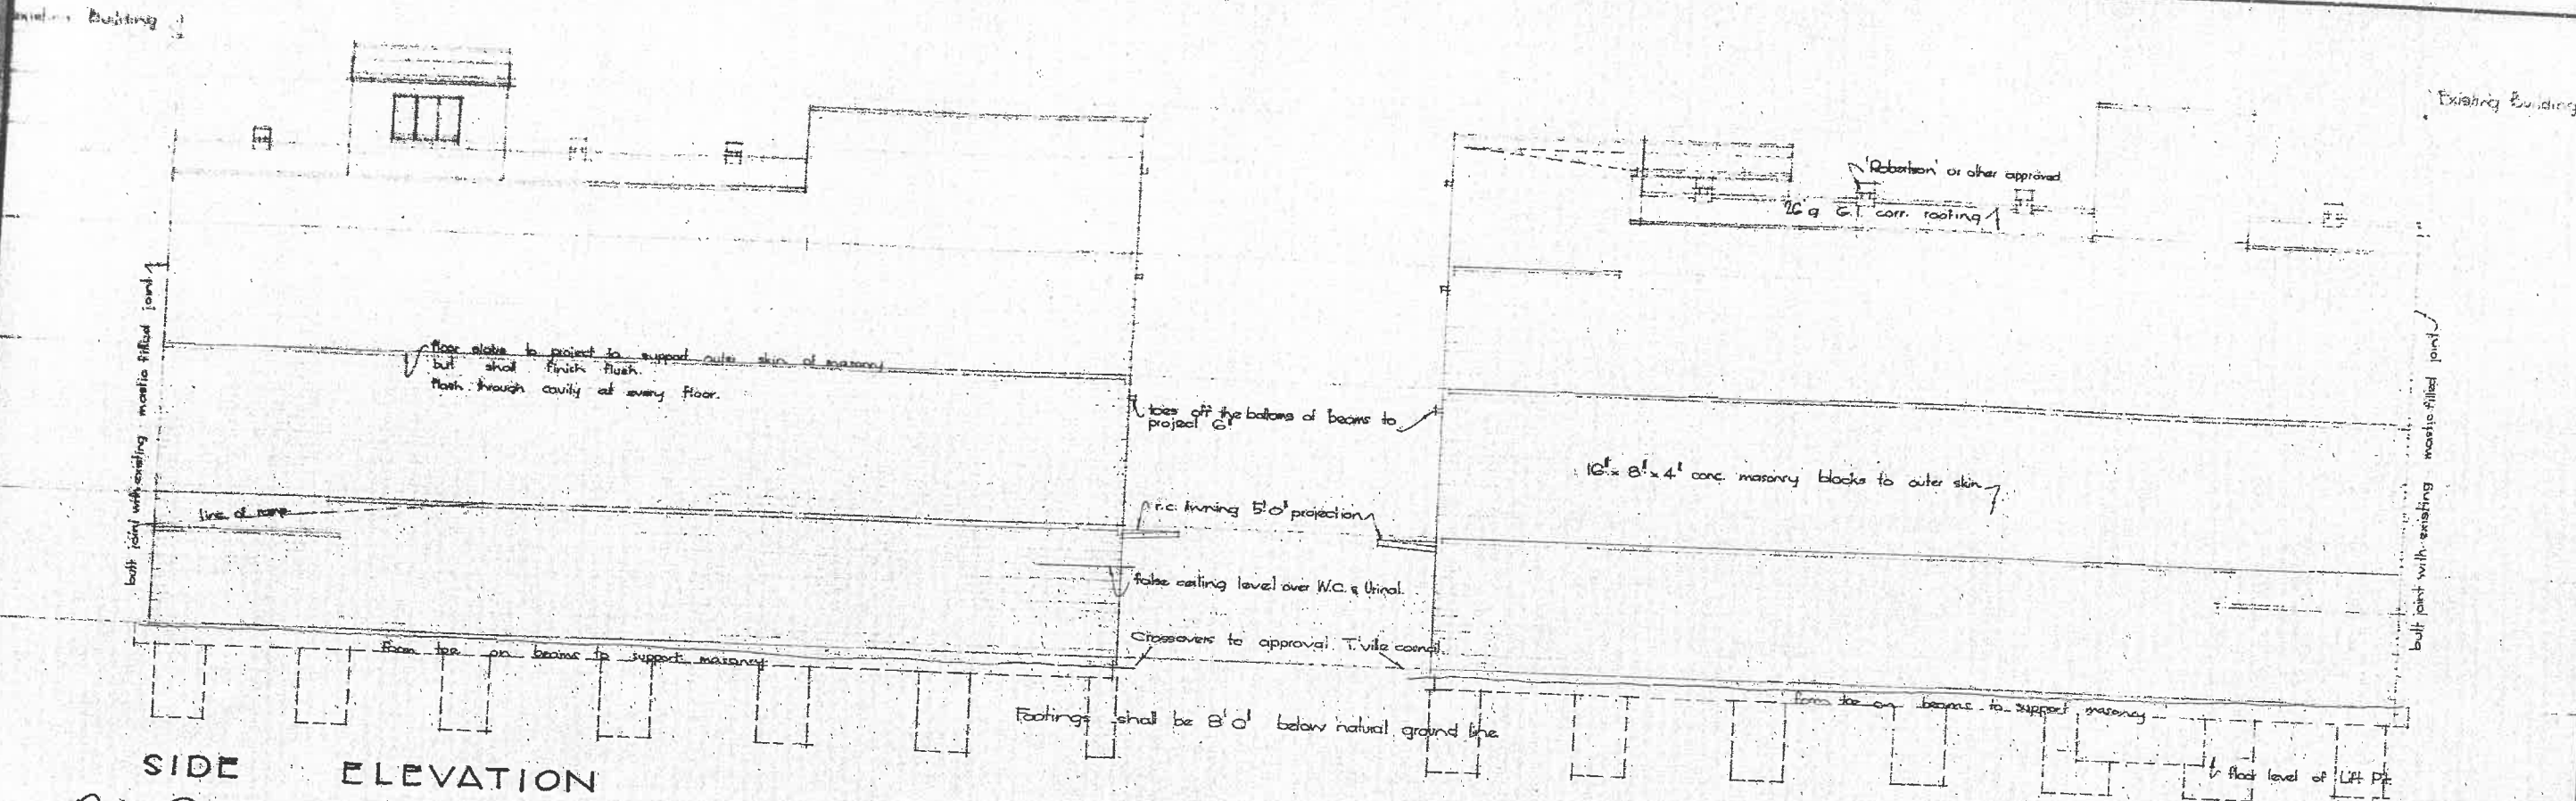 Building
Existing Building
'Robertson' or other approved
26 g G.I. corr. roofing
butt joint with existing mastic filled joint
floor slabs to project to support outer skin of masonry
but shall finish flush.
flash through cavity at every floor.
toes off the bottoms of beams to
project 6"
butt joint with existing mastic filled joint
16" x 8" x 4" conc. masonry blocks to outer skin
line of ramp
r.c. Awning 5'0" projection
false ceiling level over W.C. & Urinal.
Crossovers to approval T'ville council.
Form toe on beams to support masonry
form toe on beams to support masonry
Footings shall be 8'0" below natural ground line
floor level of Lift Pit
SIDE ELEVATION